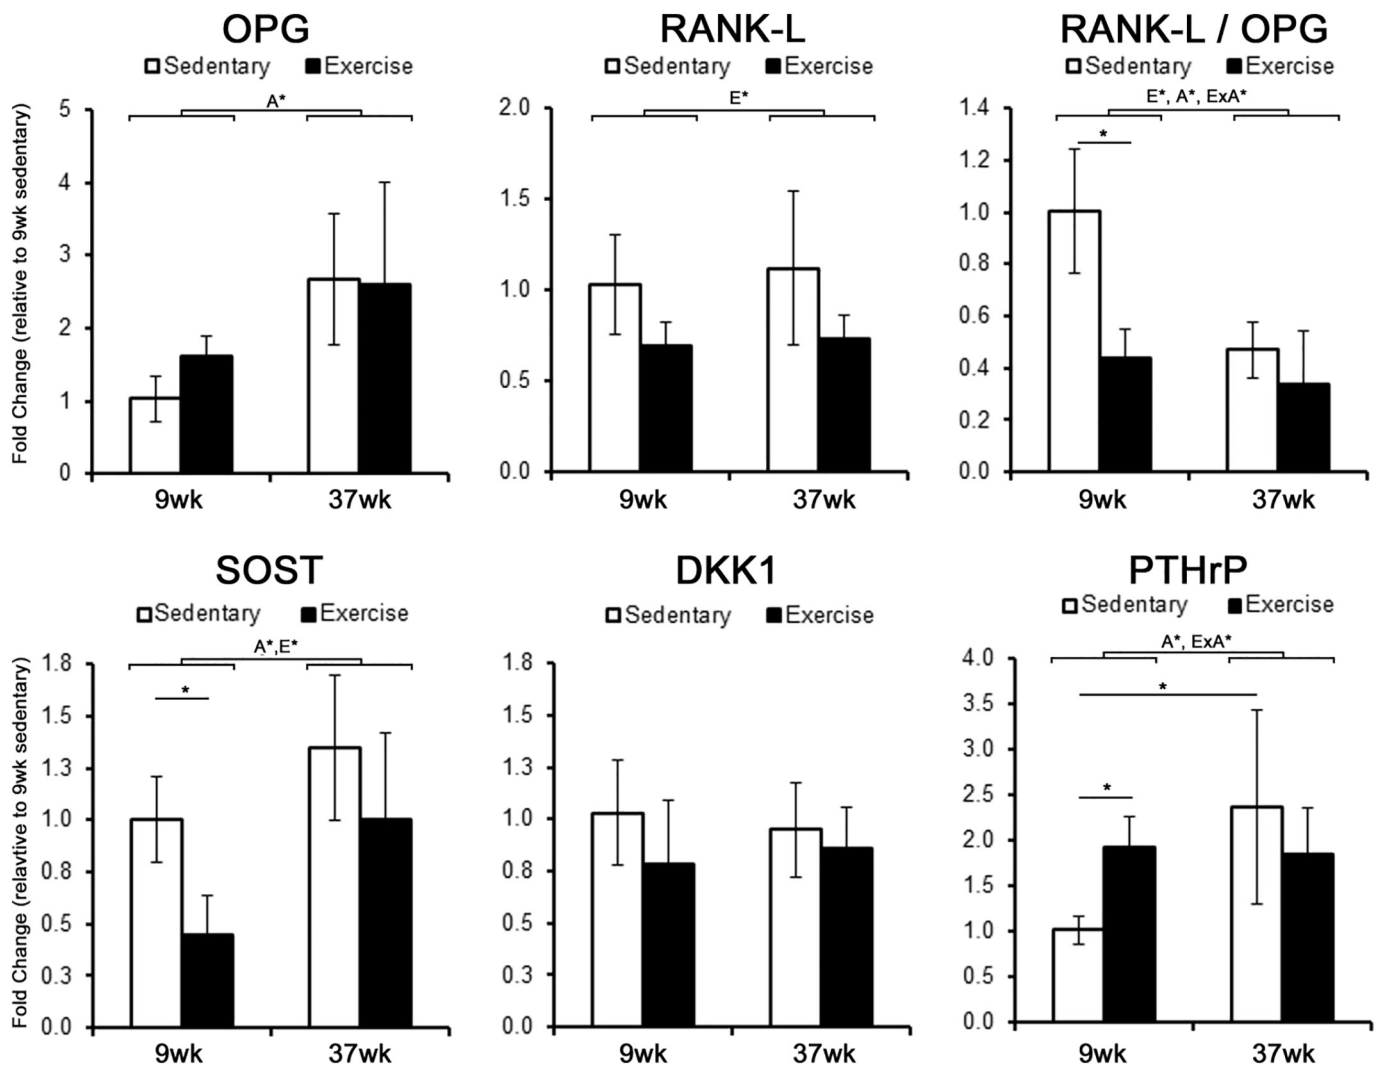 OPG
Sedentary Exercise
A*
Fold Change (relative to 9wk sedentary)
5
4
3
2
1
0
9wk 37wk
RANK-L
Sedentary Exercise
E*
2.0
1.5
1.0
0.5
0.0
9wk 37wk
RANK-L / OPG
Sedentary Exercise
E*, A*, ExA*
*
1.4
1.2
1.0
0.8
0.6
0.4
0.2
0.0
9wk 37wk
SOST
Sedentary Exercise
A*,E*
*
Fold Change (relavtive to 9wk sedentary)
1.8
1.5
1.3
1.0
0.8
0.5
0.3
0.0
9wk 37wk
DKK1
Sedentary Exercise
1.8
1.5
1.3
1.0
0.8
0.5
0.3
0.0
9wk 37wk
PTHrP
Sedentary Exercise
A*, ExA*
*
*
4.0
3.5
3.0
2.5
2.0
1.5
1.0
0.5
0.0
9wk 37wk